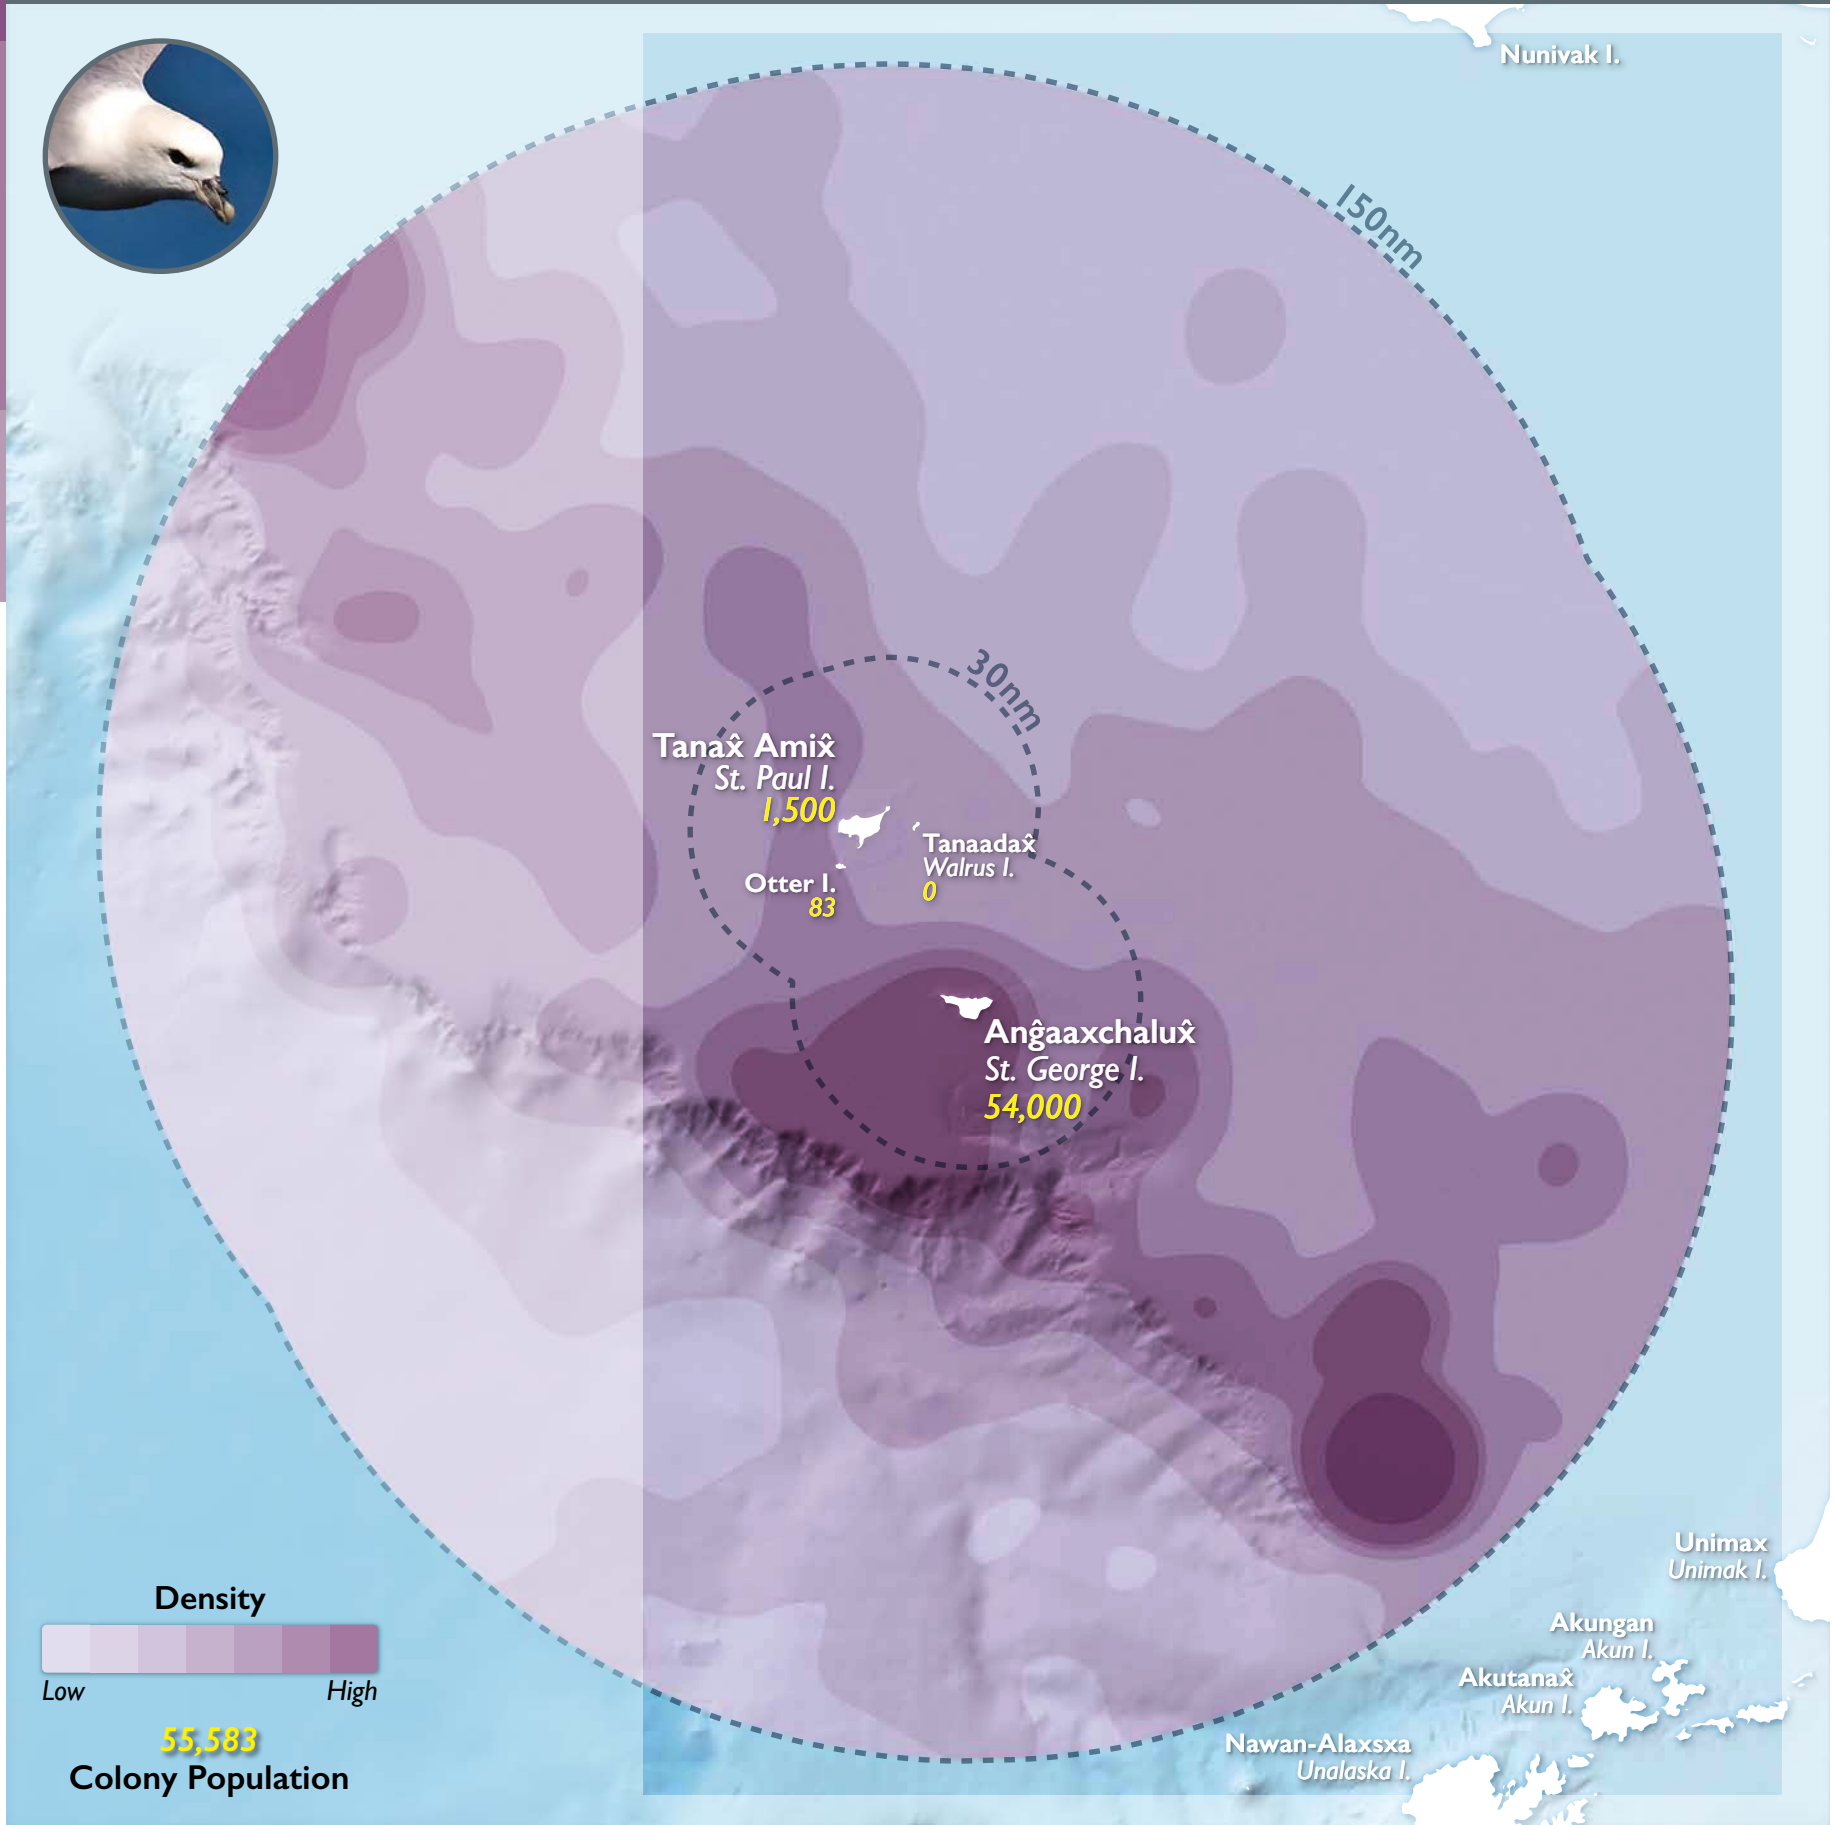 Nunivak I.
150nm
30nm
Tanax̂ Amix̂
St. Paul I.
1,500
Tanaadax̂
Walrus I.
0
Otter I.
83
Anĝaaxchalux̂
St. George I.
54,000
Unimax
Unimak I.
Akungan
Akun I.
Akutanax̂
Akun I.
Nawan-Alaxsxa
Unalaska I.
Density
Low High
55,583
Colony Population